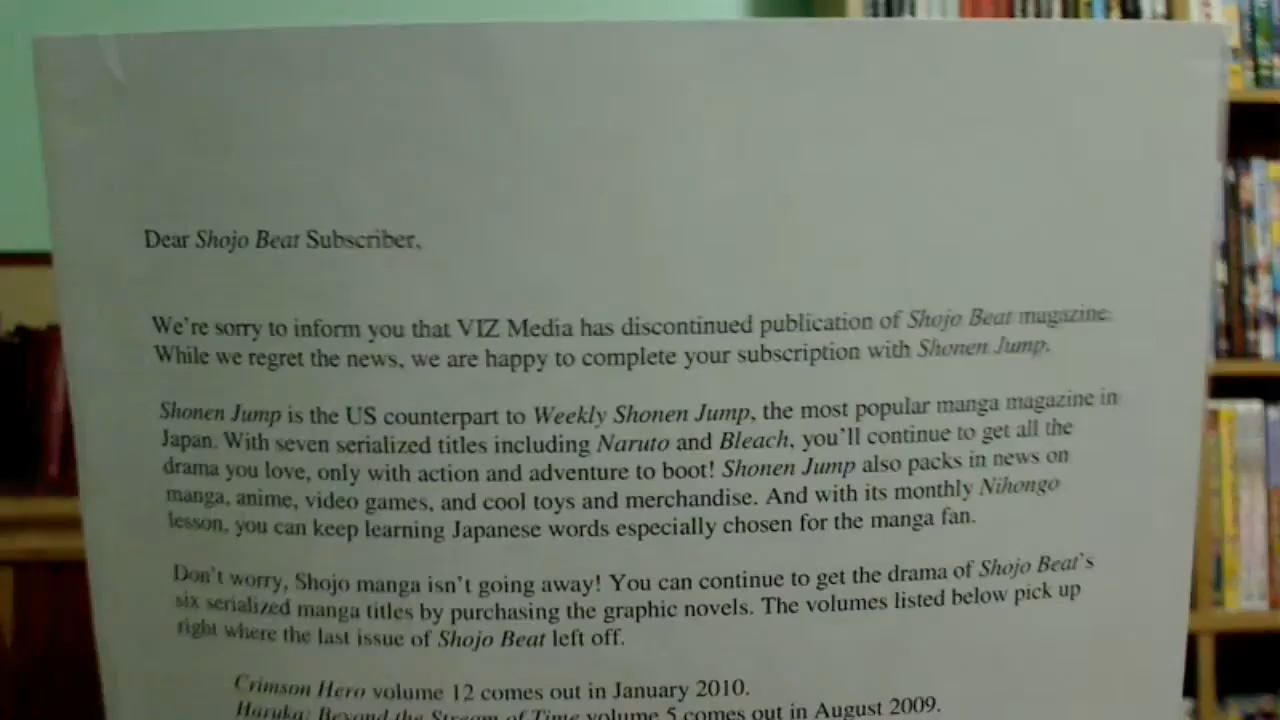 Dear Shojo Beat Subscriber,
We're sorry to inform you that VIZ Media has discontinued publication of Shojo Beat magazine.
While we regret the news, we are happy to complete your subscription with Shonen Jump.
Shonen Jump is the US counterpart to Weekly Shonen Jump, the most popular manga magazine in
Japan. With seven serialized titles including Naruto and Bleach, you'll continue to get all the
drama you love, only with action and adventure to boot! Shonen Jump also packs in news on
manga, anime, video games, and cool toys and merchandise. And with its monthly Nihongo
lesson, you can keep learning Japanese words especially chosen for the manga fan.
Don't worry, Shojo manga isn't going away! You can continue to get the drama of Shojo Beat's
six serialized manga titles by purchasing the graphic novels. The volumes listed below pick up
right where the last issue of Shojo Beat left off.
Crimson Hero volume 12 comes out in January 2010.
Haruka: Beyond the Stream of Time volume 5 comes out in August 2009.